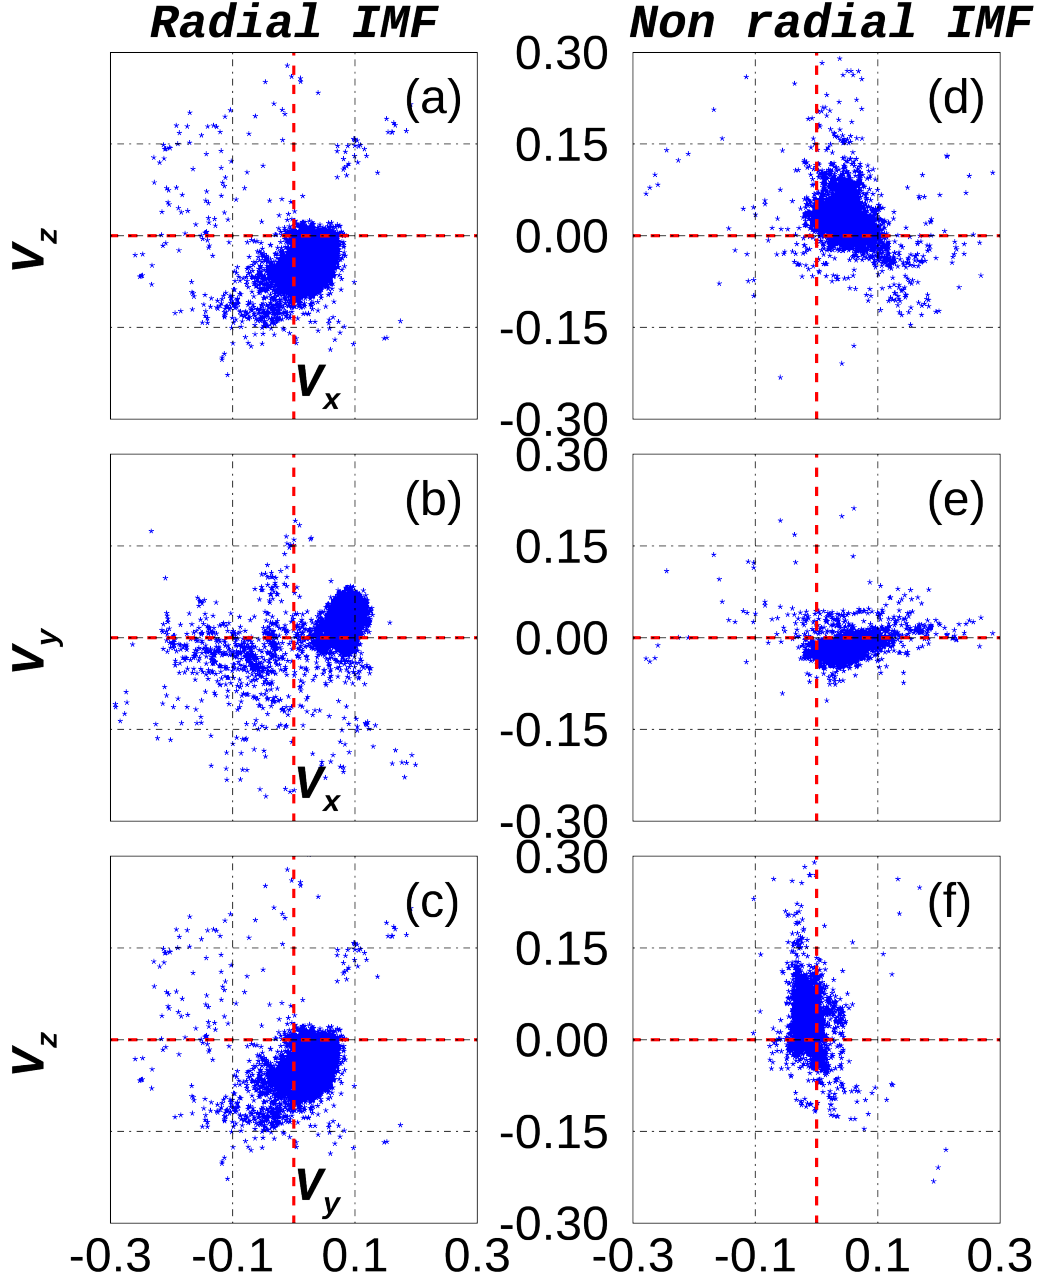 Radial IMF Non radial IMF
0.30
(a) (d)
0.15
Vz 0.00
-0.15
Vx
-0.30
0.30
(b) (e)
0.15
Vy 0.00
-0.15
Vx
-0.30
0.30
(c) (f)
0.15
Vz 0.00
-0.15
Vy
-0.30
-0.3 -0.1 0.1 0.3 -0.3 -0.1 0.1 0.3